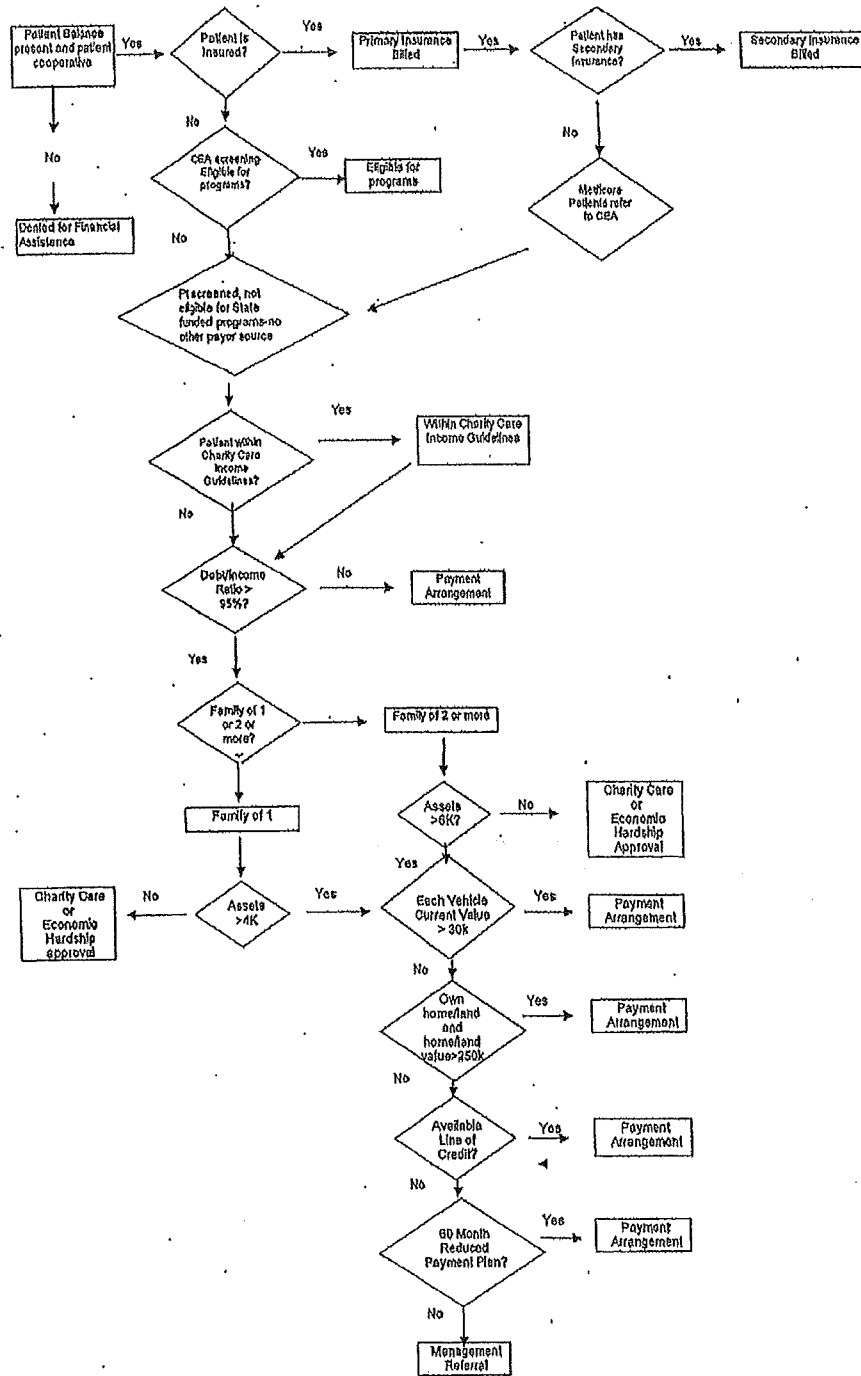 Patient Balance
present and patient
cooperative
Yes
Patient is
Insured?
Yes
Primary Insurance
Billed
Yes
Patient has
Secondary
Insurance?
Yes
Secondary Insurance
Billed
No
No
No
CEA screening
Eligible for
programs?
Yes
Eligible for
programs
Medicare
Patients refer
to CEA
Denied for Financial
Assistance
No
Pt screened, not
eligible for State
funded programs-no
other payor source
Patient within
Charity Care
Income
Guidelines?
Yes
Within Charity Care
Income Guidelines
No
Debt/Income
Ratio >
95%?
No
Payment
Arrangement
Yes
Family of 1
or 2 or
more?
Family of 2 or more
Family of 1
Assets
>6K?
No
Charity Care
or
Economic
Hardship
Approval
Yes
Charity Care
or
Economic
Hardship
approval
No
Assets
>4K
Yes
Each Vehicle
Current Value
> 30k
Yes
Payment
Arrangement
No
Own
home/land
and
home/land
value>250k
Yes
Payment
Arrangement
No
Available
Line of
Credit?
Yes
Payment
Arrangement
No
60 Month
Reduced
Payment Plan?
Yes
Payment
Arrangement
No
Management
Referral